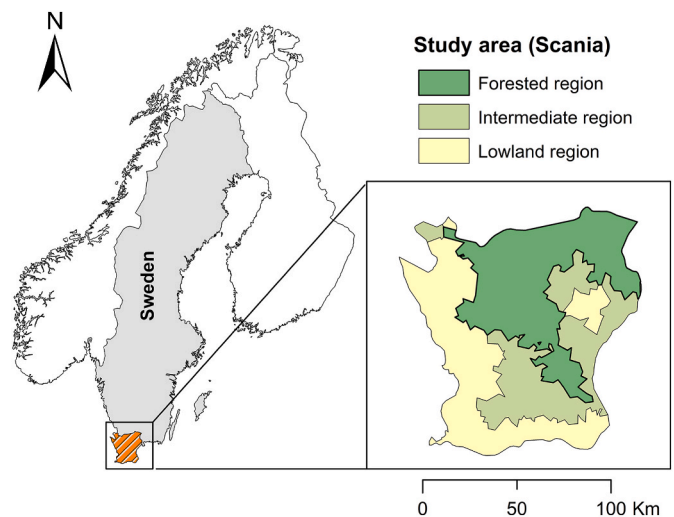 N
Study area (Scania)
Forested region
Intermediate region
Lowland region
Sweden
0 50 100 Km